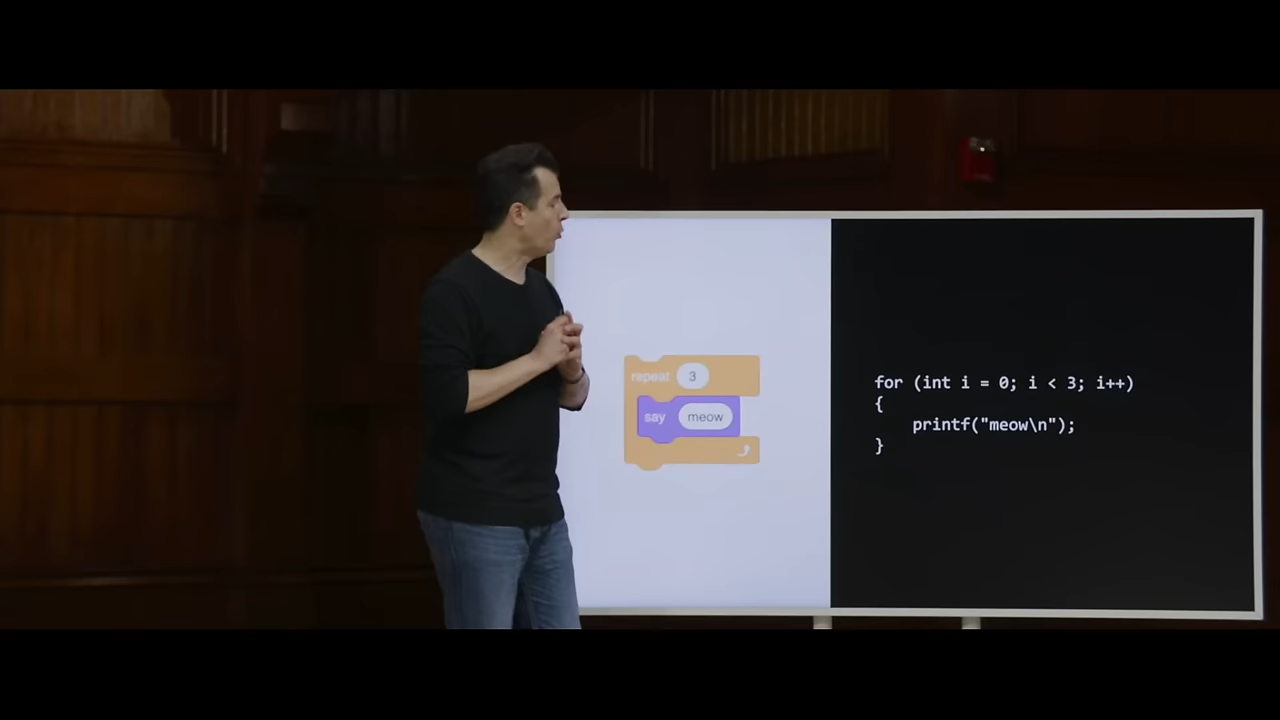 repeat 3
say meow
for (int i = 0; i < 3; i++)
{
printf("meow\n");
}